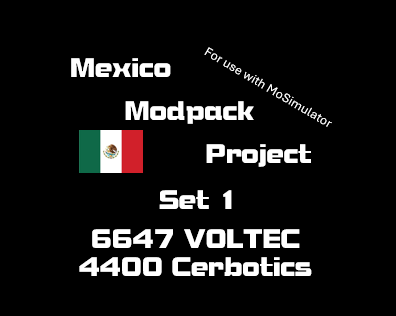 Mexico
For use with MoSimulator
Modpack
Project
Set 1
6647 VOLTEC
4400 Cerbotics